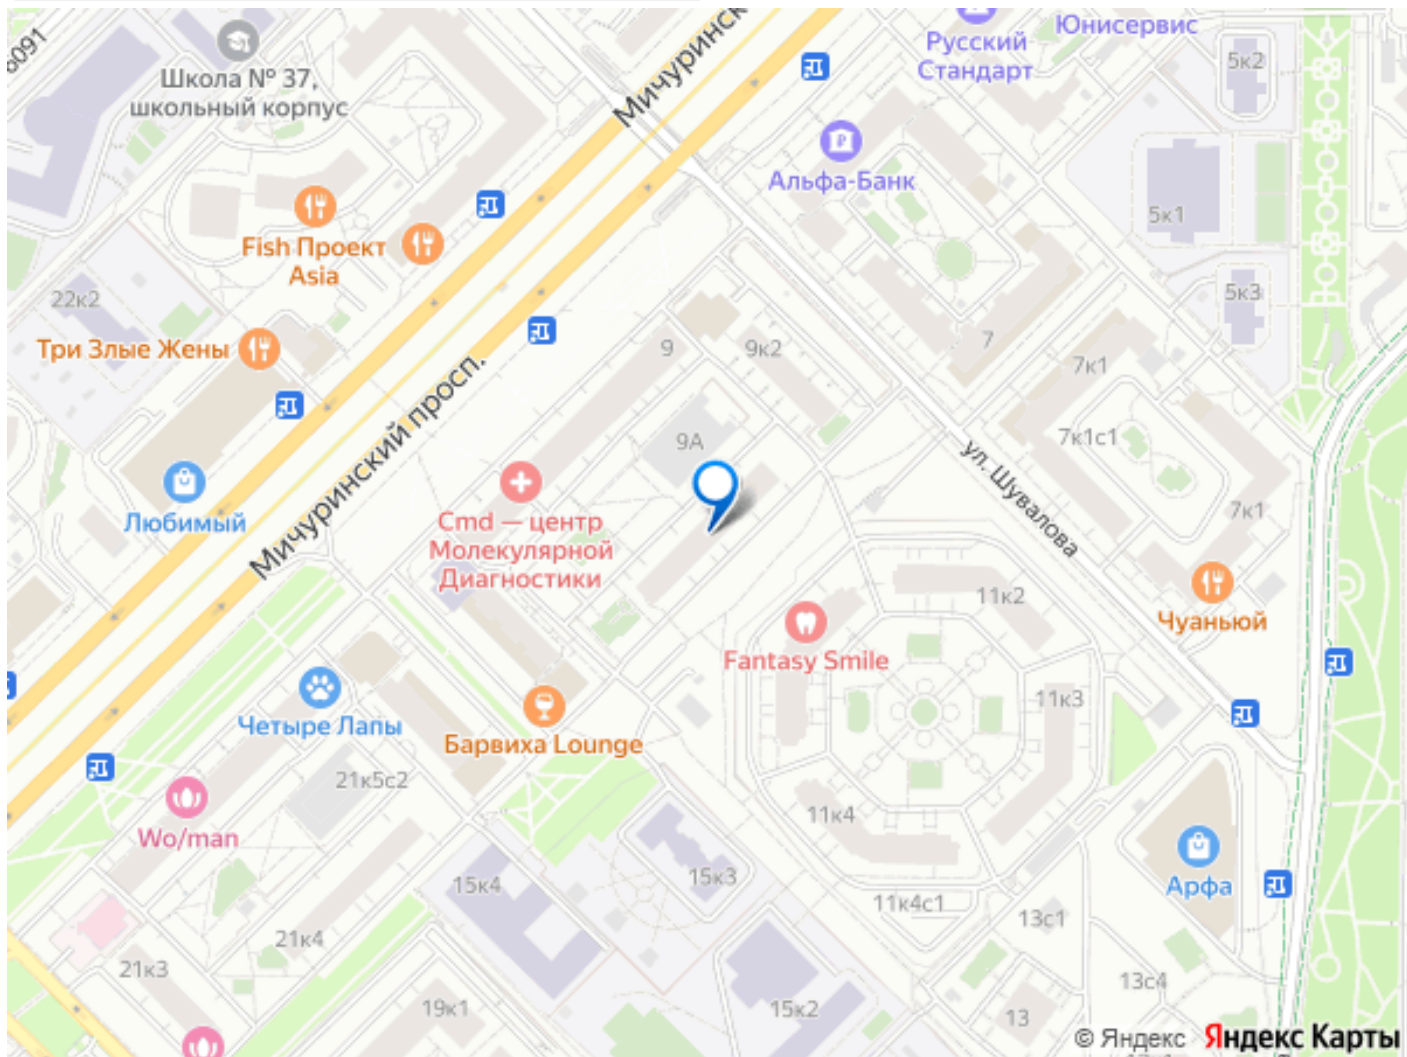 6091
Школа № 37,
школьный корпус
Мичуринск
Юнисервис
Русский
Стандарт
5к2
Альфа-Банк
5к1
Fish Проект
Asia
22к2
5к3
Три Злые Жены
9
9к2
7
7к1
Мичуринский просп.
9А
7к1с1
ул. Шувалова
7к1
Любимый
Cmd — центр
Молекулярной
Диагностики
11к2
Чуаньюй
Fantasy Smile
11к3
Четыре Лапы
Барвиха Lounge
21к5с2
11к4
Wo/man
15к4
15к3
Арфа
11к4с1
13с1
21к4
21к3
13с4
19к1
15к2
13
© Яндекс Яндекс Карты